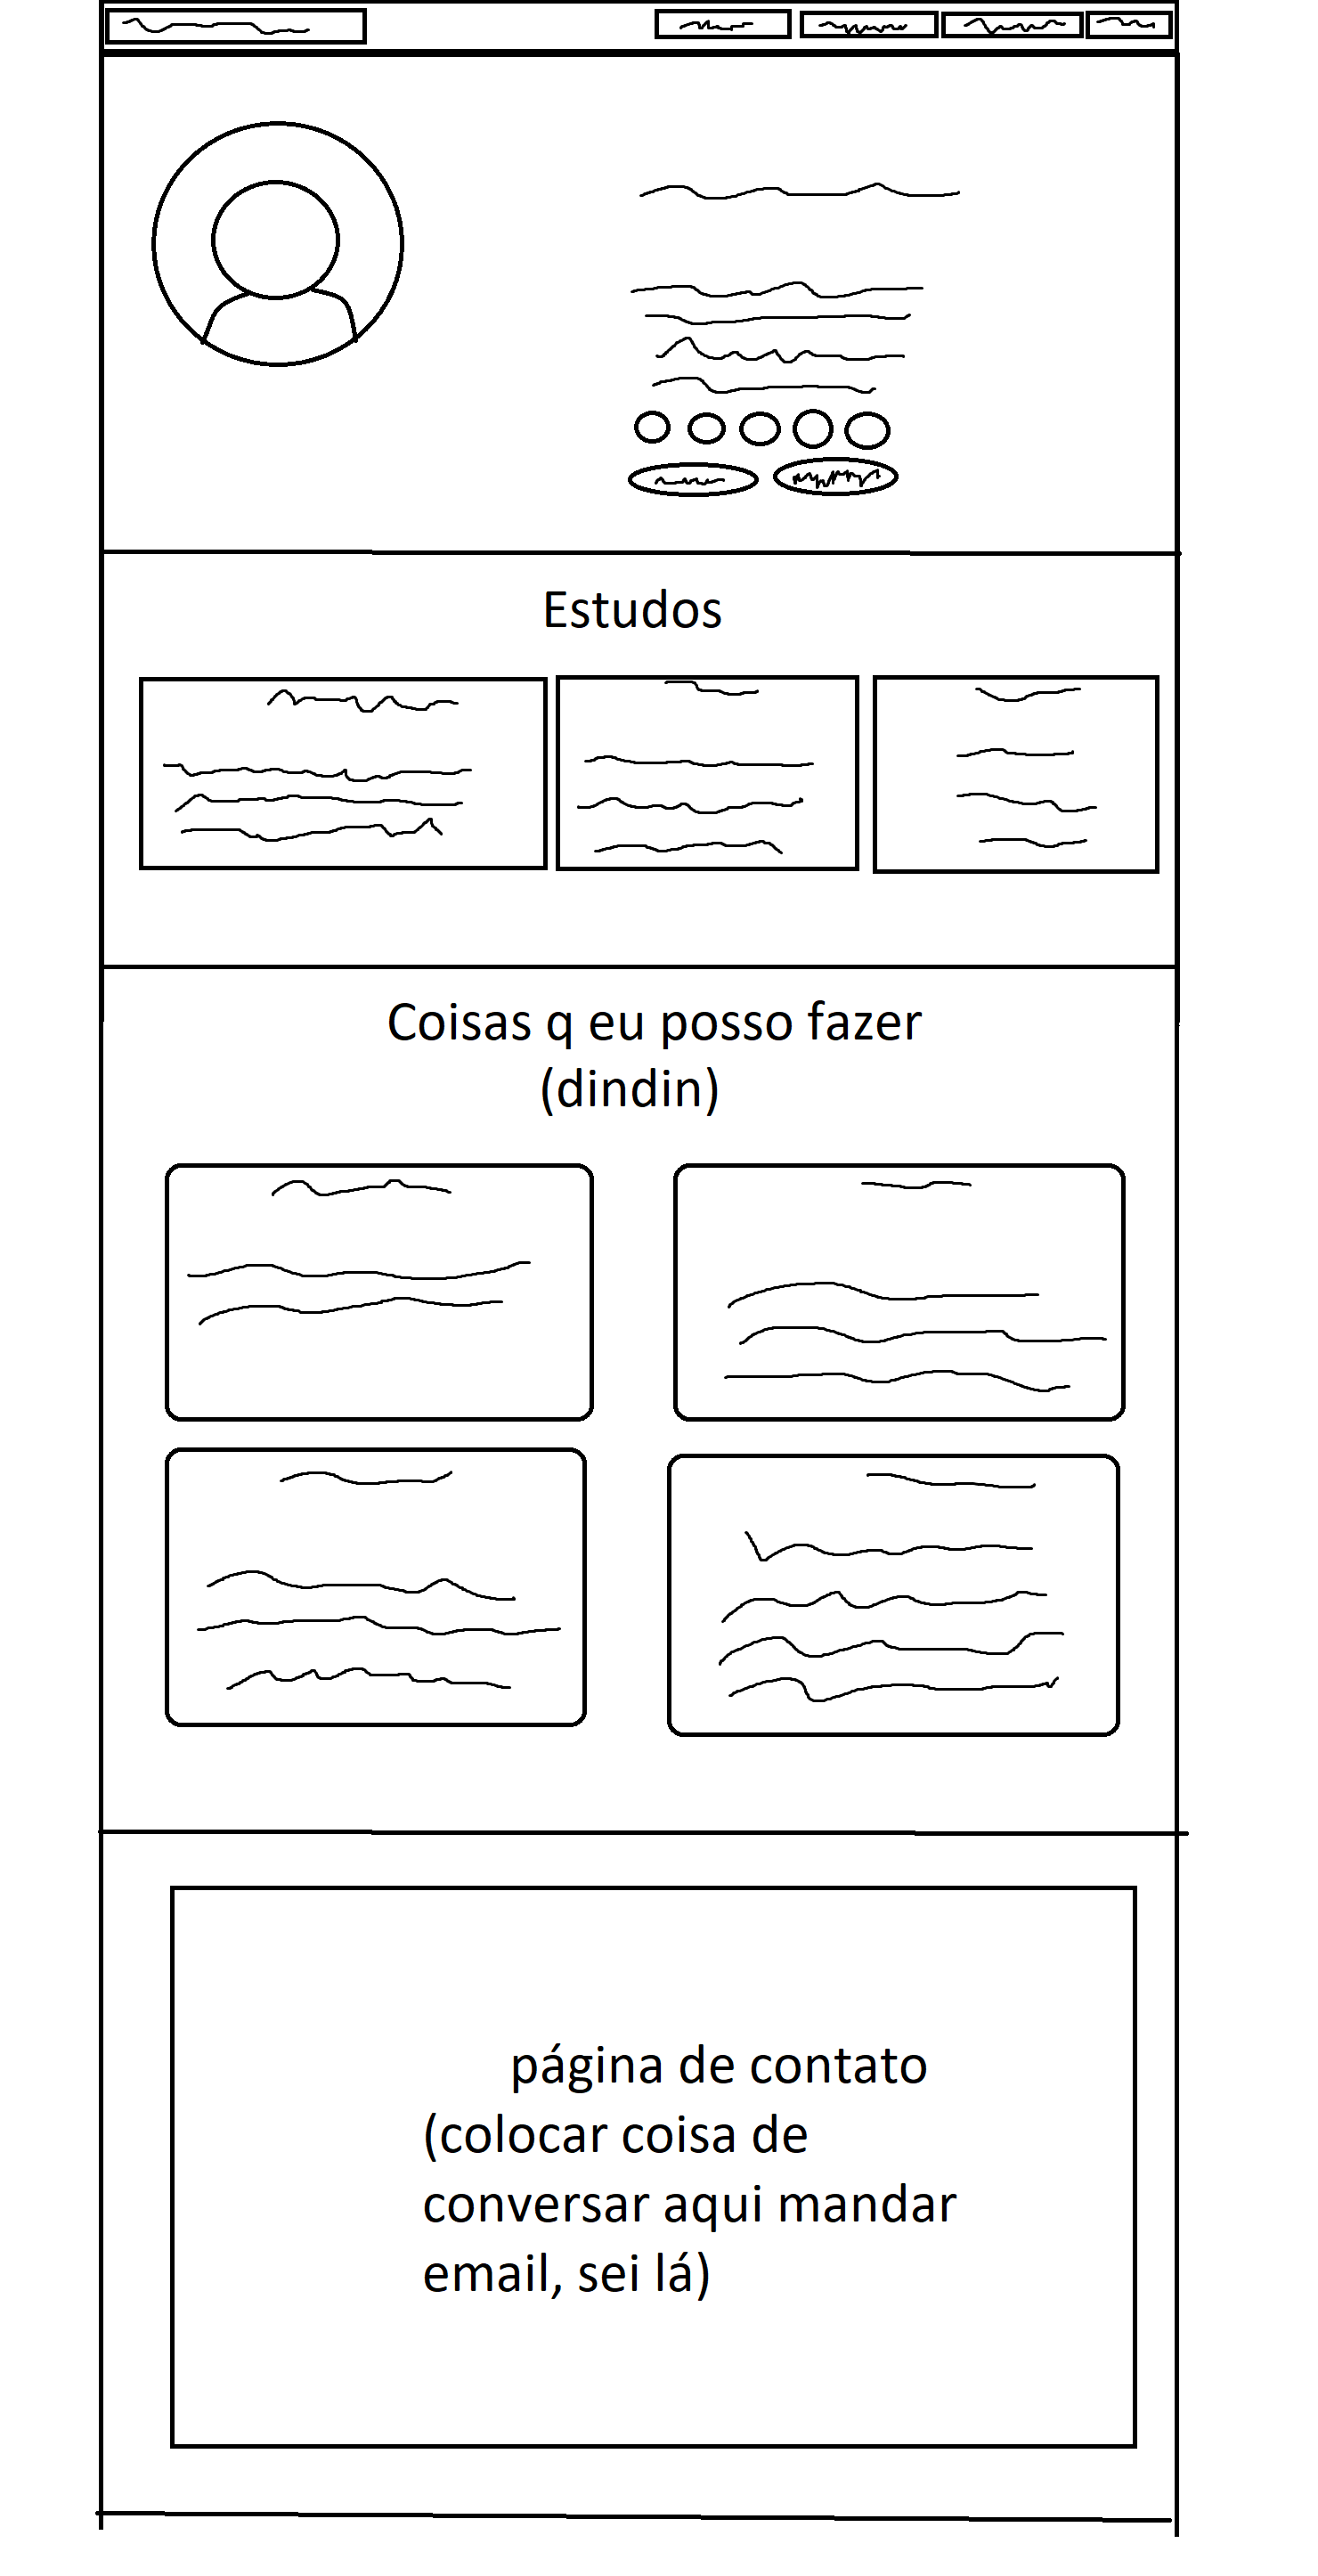 Estudos
Coisas q eu posso fazer
(dindin)
página de contato
(colocar coisa de
conversar aqui mandar
email, sei lá)